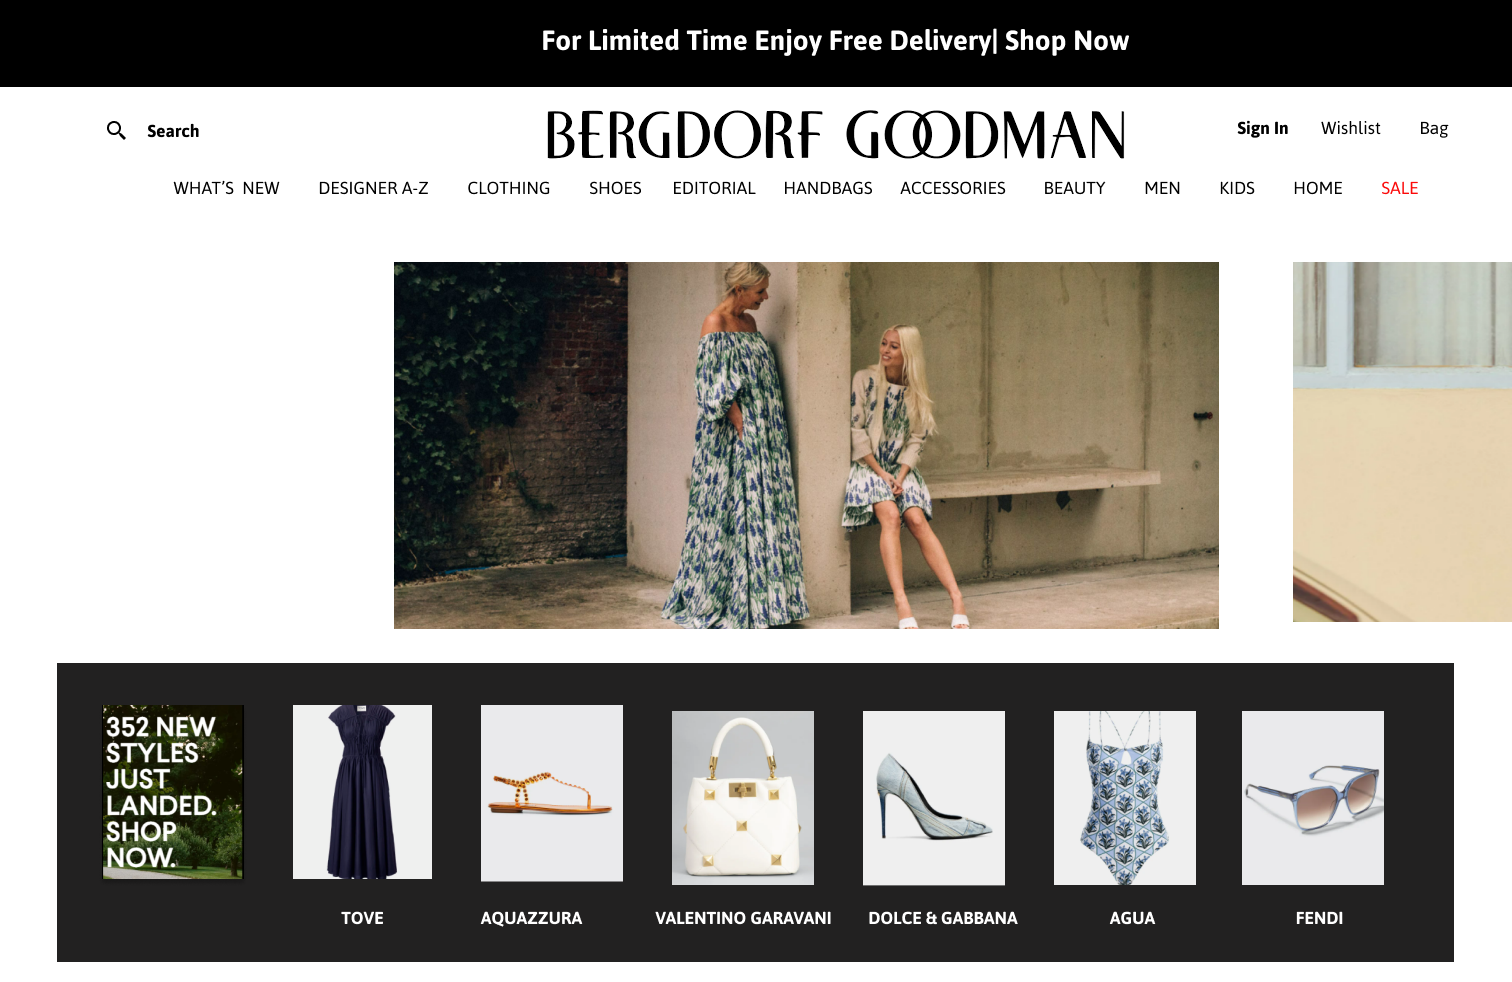 For Limited Time Enjoy Free Delivery| Shop Now
Search
BERGDORF GOODMAN
Sign In Wishlist Bag
WHAT'S NEW DESIGNER A-Z CLOTHING SHOES EDITORIAL HANDBAGS ACCESSORIES BEAUTY MEN KIDS HOME SALE
352 NEW
STYLES
JUST
LANDED.
SHOP
NOW.
TOVE AQUAZZURA VALENTINO GARAVANI DOLCE & GABBANA AGUA FENDI